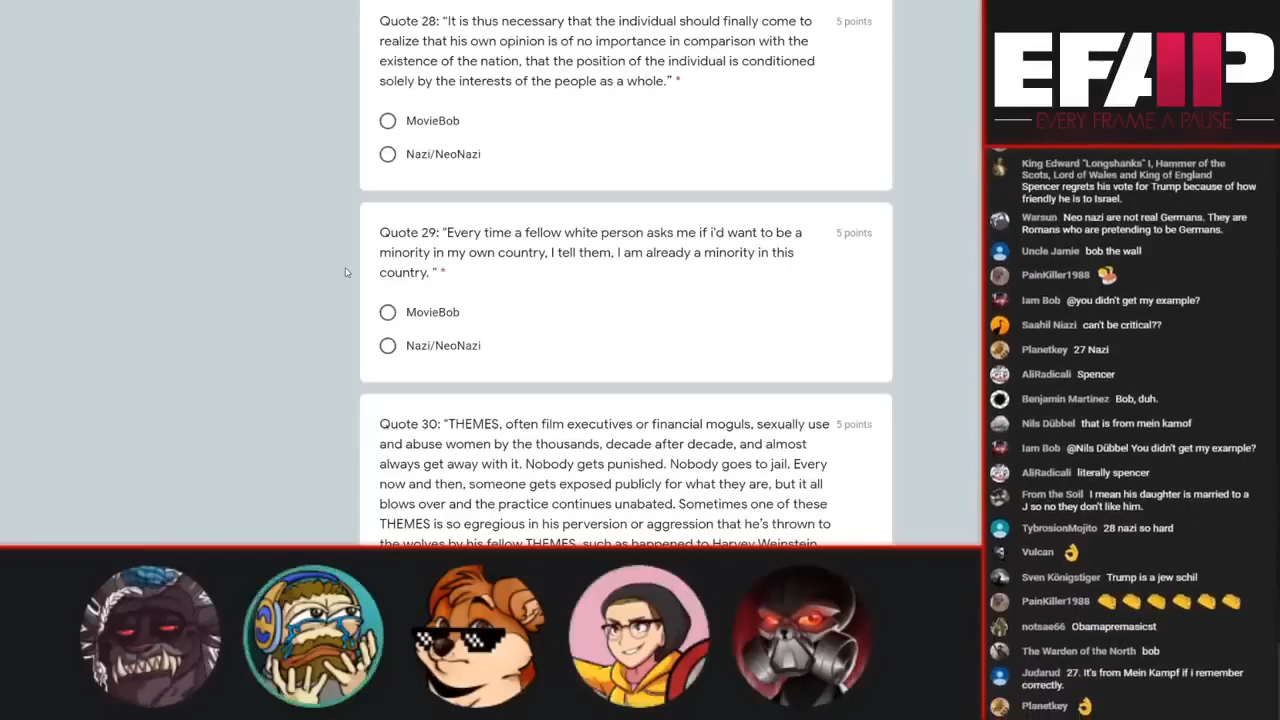 Quote 28: “It is thus necessary that the individual should finally come to
5 points
realize that his own opinion is of no importance in comparison with the
existence of the nation, that the position of the individual is conditioned
solely by the interests of the people as a whole.” *
MovieBob
Nazi/NeoNazi
Quote 29: "Every time a fellow white person asks me if i'd want to be a
5 points
minority in my own country, I tell them, I am already a minority in this
country. " *
MovieBob
Nazi/NeoNazi
Quote 30: “THEMES, often film executives or financial moguls, sexually use
5 points
and abuse women by the thousands, decade after decade, and almost
always get away with it. Nobody gets punished. Nobody goes to jail. Every
now and then, someone gets exposed publicly for what they are, but it all
blows over and the practice continues unabated. Sometimes one of these
THEMES is so egregious in his perversion or aggression that he’s thrown to
the wolves by his fellow THEMES, such as happened to Harvey Weinstein
EFAP
EVERY FRAME A PAUSE
King Edward "Longshanks" I, Hammer of the
Scots, Lord of Wales and King of England
Spencer regrets his vote for Trump because of how
friendly he is to Israel.
Warsun Neo nazi are not real Germans. They are
Romans who are pretending to be Germans.
Uncle Jamie bob the wall
PainKiller1988
Iam Bob @you didn't get my example?
Saahil Niazi can't be critical??
Planetkey 27 Nazi
AliRadicali Spencer
Benjamin Martinez Bob, duh.
Nils Dübbel that is from mein kamof
Iam Bob @Nils Dübbel You didn't get my example?
AliRadicali literally spencer
From the Soil I mean his daughter is married to a
J so no they don't like him.
TybrosionMojito 28 nazi so hard
Vulcan 👌
Sven Königstiger Trump is a jew schil
PainKiller1988
notsae66 Obamapremasicst
The Warden of the North bob
Judarud 27. It's from Mein Kampf if i remember
correctly.
Planetkey 👌